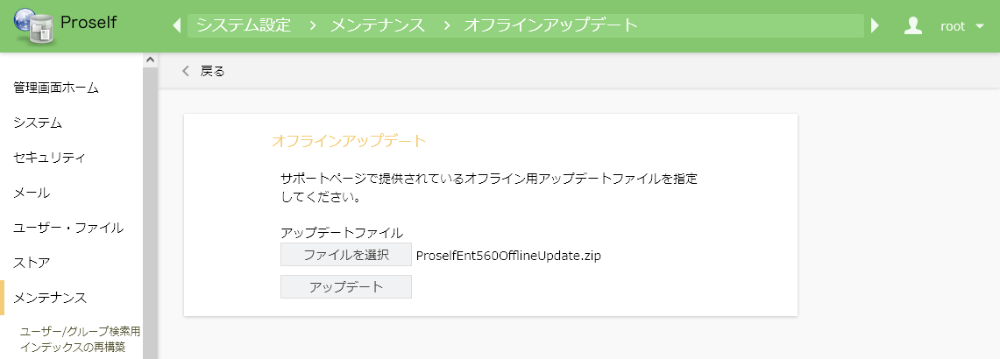 Proself
システム設定 メンテナンス オフラインアップデート
root
管理画面ホーム
システム
セキュリティ
メール
ユーザー・ファイル
ストア
メンテナンス
ユーザー/グループ検索用
インデックスの再構築
戻る
オフラインアップデート
サポートページで提供されているオフライン用アップデートファイルを指定
してください。
アップデートファイル
ファイルを選択 ProselfEnt560OfflineUpdate.zip
アップデート